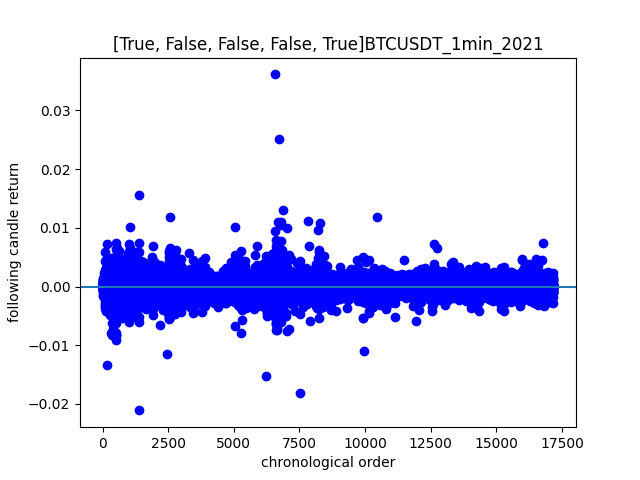 [True, False, False, False, True]BTCUSDT_1min_2021
0.03
0.02
0.01
0.00
−0.01
−0.02
following candle return
0 2500 5000 7500 10000 12500 15000 17500
chronological order